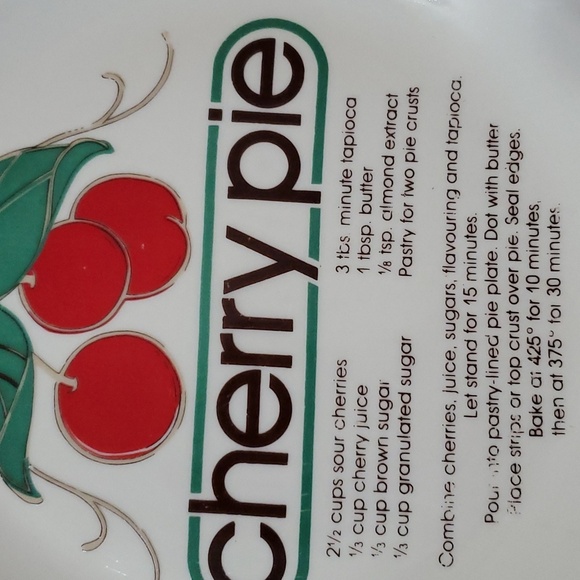 cherry pie
2½ cups sour cherries
⅓ cup cherry juice
⅓ cup brown sugar
⅓ cup granulated sugar
3 tbs. minute tapioca
1 tbsp. butter
⅛ tsp. almond extract
Pastry for two pie crusts
Combine cherries, juice, sugars, flavouring and tapioca.
Let stand for 15 minutes.
Pour into pastry-lined pie plate. Dot with butter
Place strips or top crust over pie. Seal edges.
Bake at 425° for 10 minutes,
then at 375° for 30 minutes.